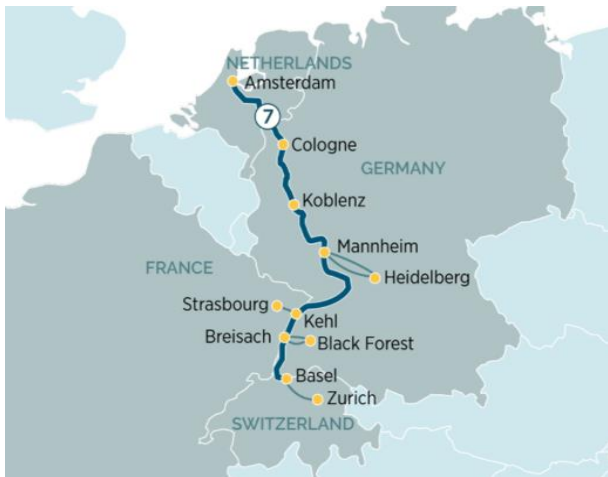 NETHERLANDS
Amsterdam
7
Cologne
GERMANY
Koblenz
Mannheim
FRANCE
Heidelberg
Strasbourg
Kehl
Breisach
Black Forest
Basel
Zurich
SWITZERLAND